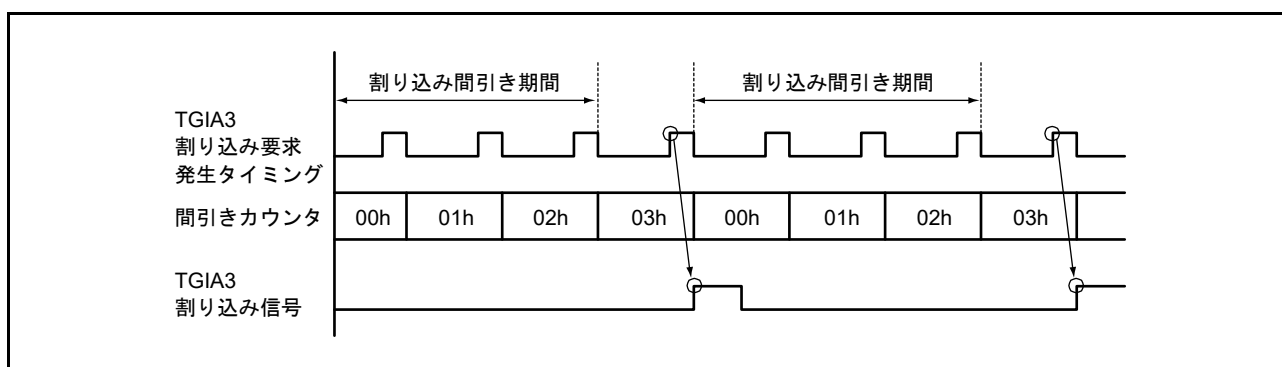 割り込み間引き期間 割り込み間引き期間
TGIA3
割り込み要求
発生タイミング
間引きカウンタ 00h 01h 02h 03h 00h 01h 02h 03h
TGIA3
割り込み信号